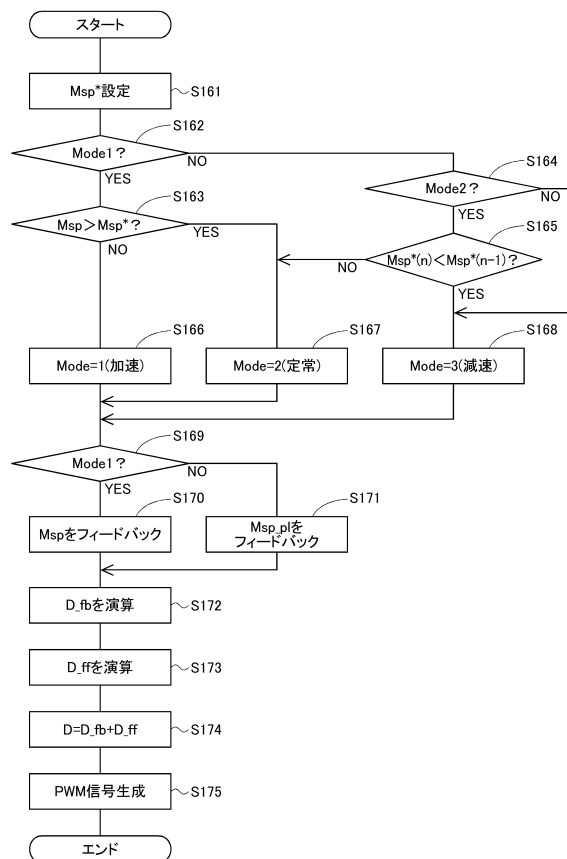 スタート
Msp*設定
S161
S162
Mode1?
NO
YES
S164
Mode2?
NO
YES
S163
Msp>Msp*?
YES
NO
S165
Msp*(n)<Msp*(n-1)?
NO
YES
S166
Mode=1(加速)
S167
Mode=2(定常)
S168
Mode=3(減速)
S169
Mode1?
NO
YES
S170
Mspをフィードバック
S171
Msp_plを
フィードバック
D_fbを演算
S172
D_ffを演算
S173
D=D_fb+D_ff
S174
PWM信号生成
S175
エンド